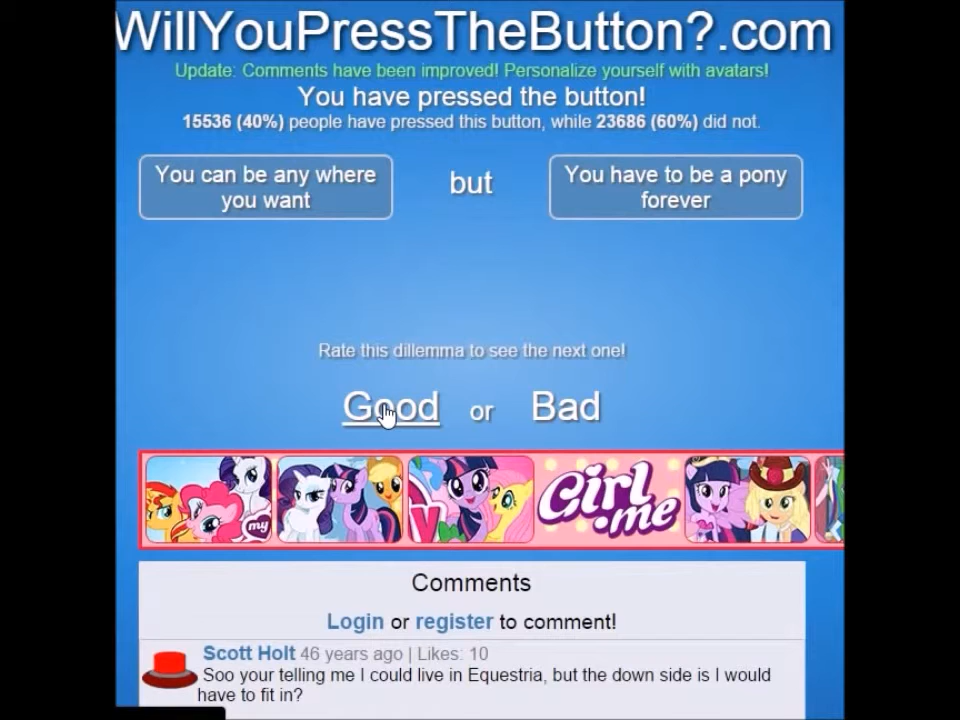 WillYouPressTheButton?.com
Update: Comments have been improved! Personalize yourself with avatars!
You have pressed the button!
15536 (40%) people have pressed this button, while 23686 (60%) did not.
You can be any where
you want
but
You have to be a pony
forever
Rate this dillemma to see the next one!
Good or Bad
my
Girl
.me
Comments
Login or register to comment!
Scott Holt 46 years ago | Likes: 10
Soo your telling me I could live in Equestria, but the down side is I would
have to fit in?